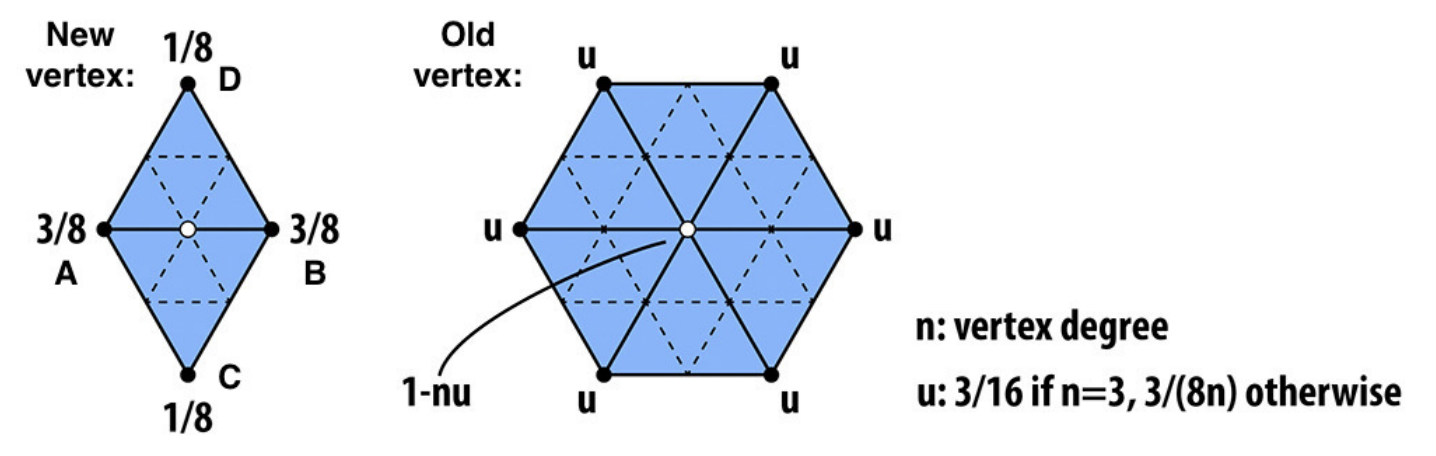 New
vertex:
1/8
D
3/8
A
3/8
B
C
1/8
Old
vertex:
u
u
u
u
1-nu
u
u
n: vertex degree
u: 3/16 if n=3, 3/(8n) otherwise